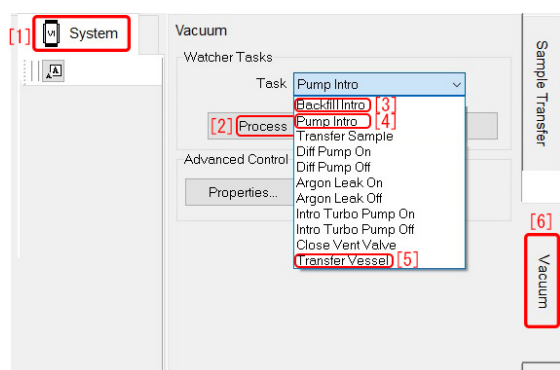 [1] VI System
A
Vacuum
Watcher Tasks
Task Pump Intro
Backfill Intro [3]
[2] Process
Pump Intro [4]
Transfer Sample
Diff Pump On
Diff Pump Off
Argon Leak On
Argon Leak Off
Intro Turbo Pump On
Intro Turbo Pump Off
Close Vent Valve
Transfer Vessel [5]
Advanced Control
Properties...
Sample Transfer
[6]
Vacuum